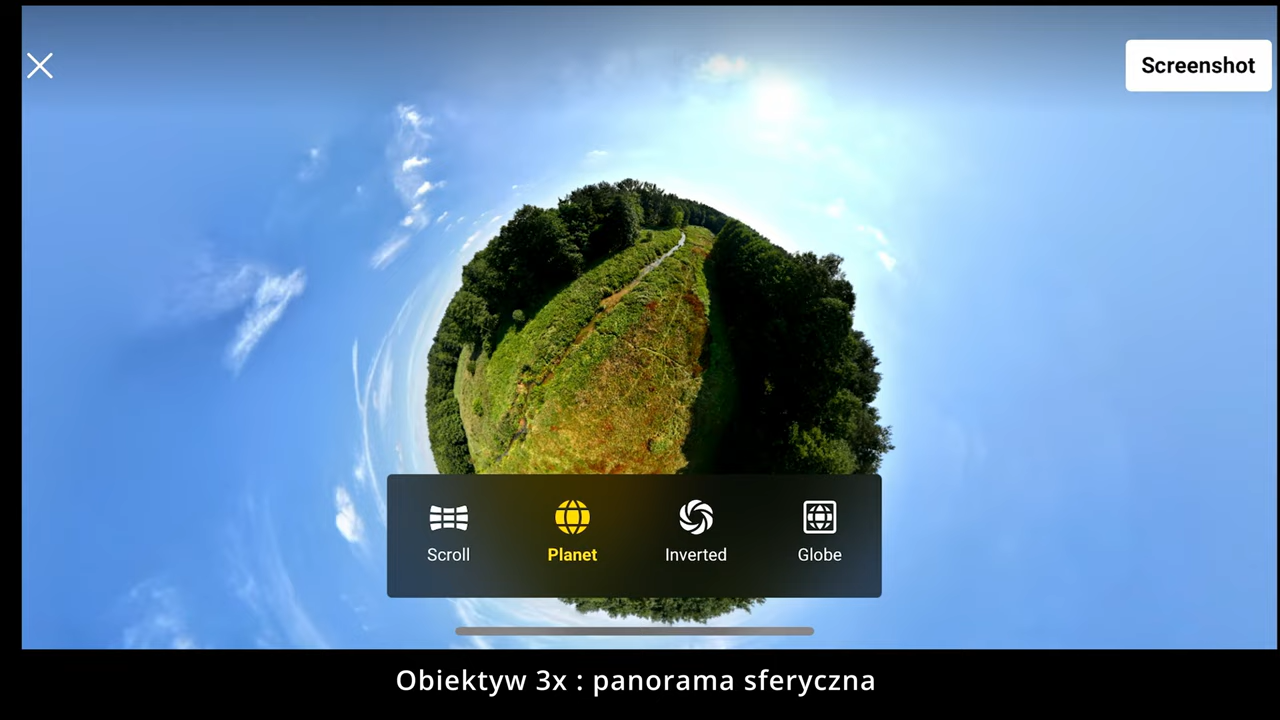 Screenshot
Scroll
Planet
Inverted
Globe
Obiektyw 3x : panorama sferyczna